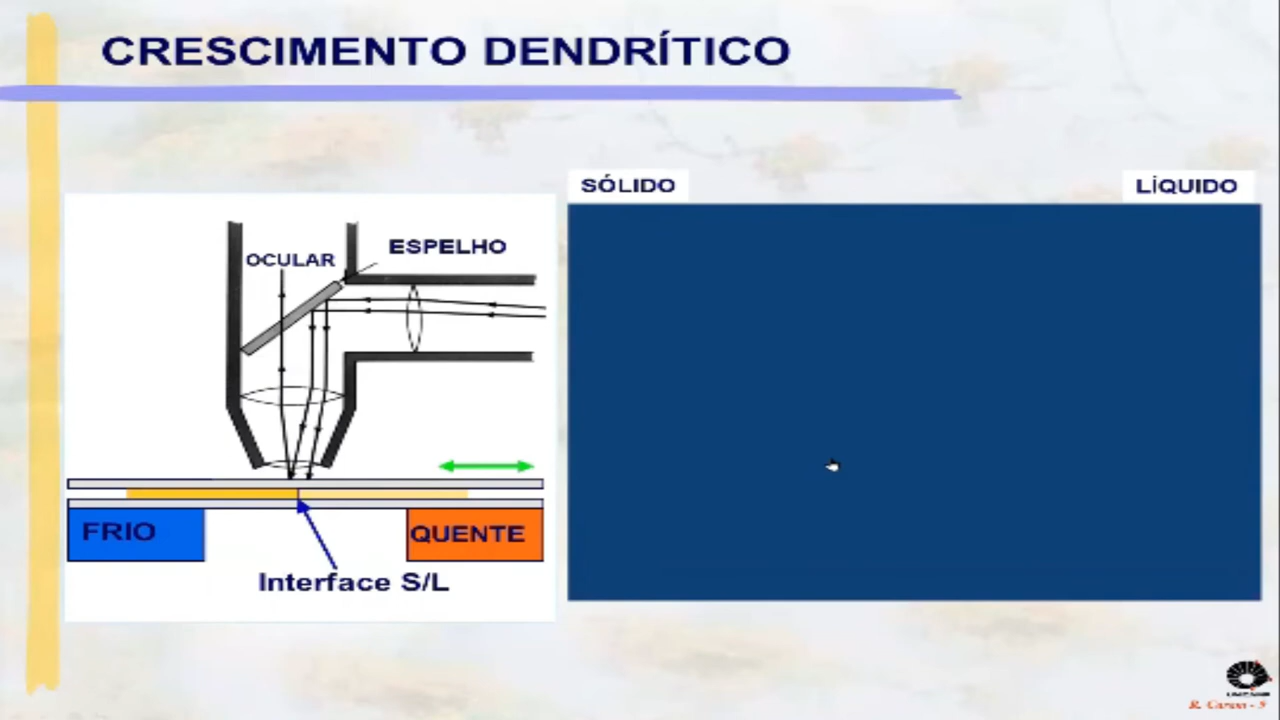 CRESCIMENTO DENDRÍTICO
SÓLIDO
LÍQUIDO
OCULAR
ESPELHO
FRIO
QUENTE
Interface S/L